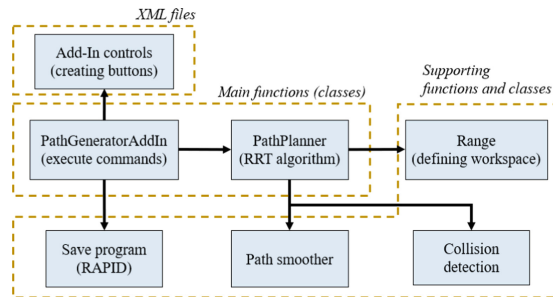 XML files
Add-In controls
(creating buttons)
Main functions (classes)
Supporting
functions and classes
PathGeneratorAddIn
(execute commands)
PathPlanner
(RRT algorithm)
Range
(defining workspace)
Save program
(RAPID)
Path smoother
Collision
detection